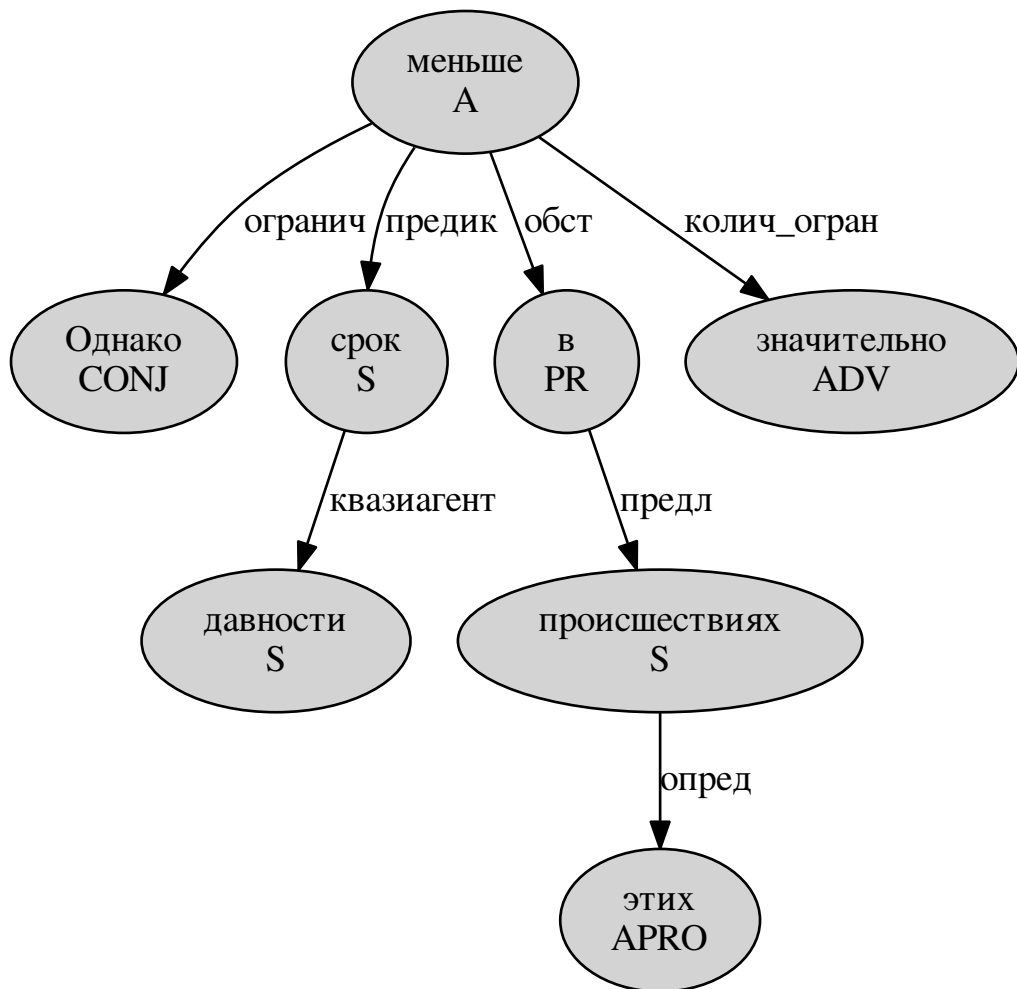 меньше
A
огранич
предик
обст
колич_огран
Однако
CONJ
срок
S
в
PR
значительно
ADV
квазиагент
предл
давности
S
происшествиях
S
опред
этих
APRO